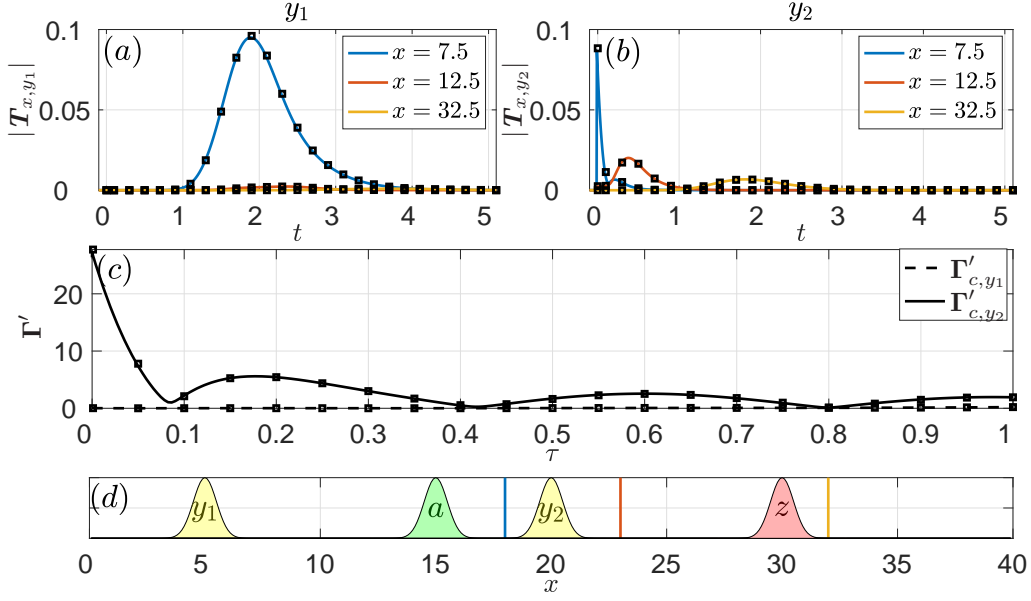 y₁ y₂
0.1 (a) x = 7.5 x = 12.5 x = 32.5
0.1 (b) x = 7.5 x = 12.5 x = 32.5
|T_{x,y₁}| 0.05 0
|T_{x,y₂}| 0.05 0
0 1 2 3 4 5
0 1 2 3 4 5
t t
(c) Γ′_{c,y₁}
Γ′_{c,y₂}
Γ′ 20 10 0
0 0.1 0.2 0.3 0.4 0.5 0.6 0.7 0.8 0.9 1
τ
(d) y₁ a y₂ z
0 5 10 15 20 25 30 35 40
x